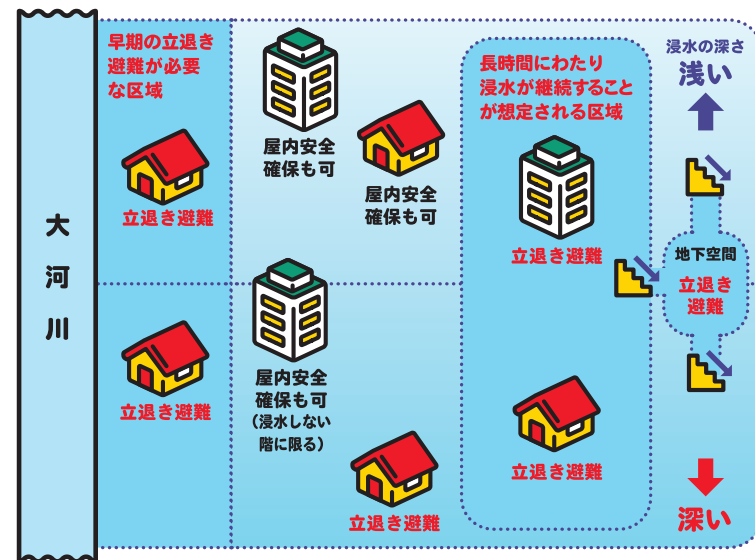 大河川
早期の立退き
避難が必要
な区域
立退き避難
立退き避難
屋内安全
確保も可
屋内安全
確保も可
屋内安全
確保も可
(浸水しない
階に限る)
立退き避難
長時間にわたり
浸水が継続すること
が想定される区域
立退き避難
立退き避難
浸水の深さ
浅い
地下空間
立退き
避難
深い